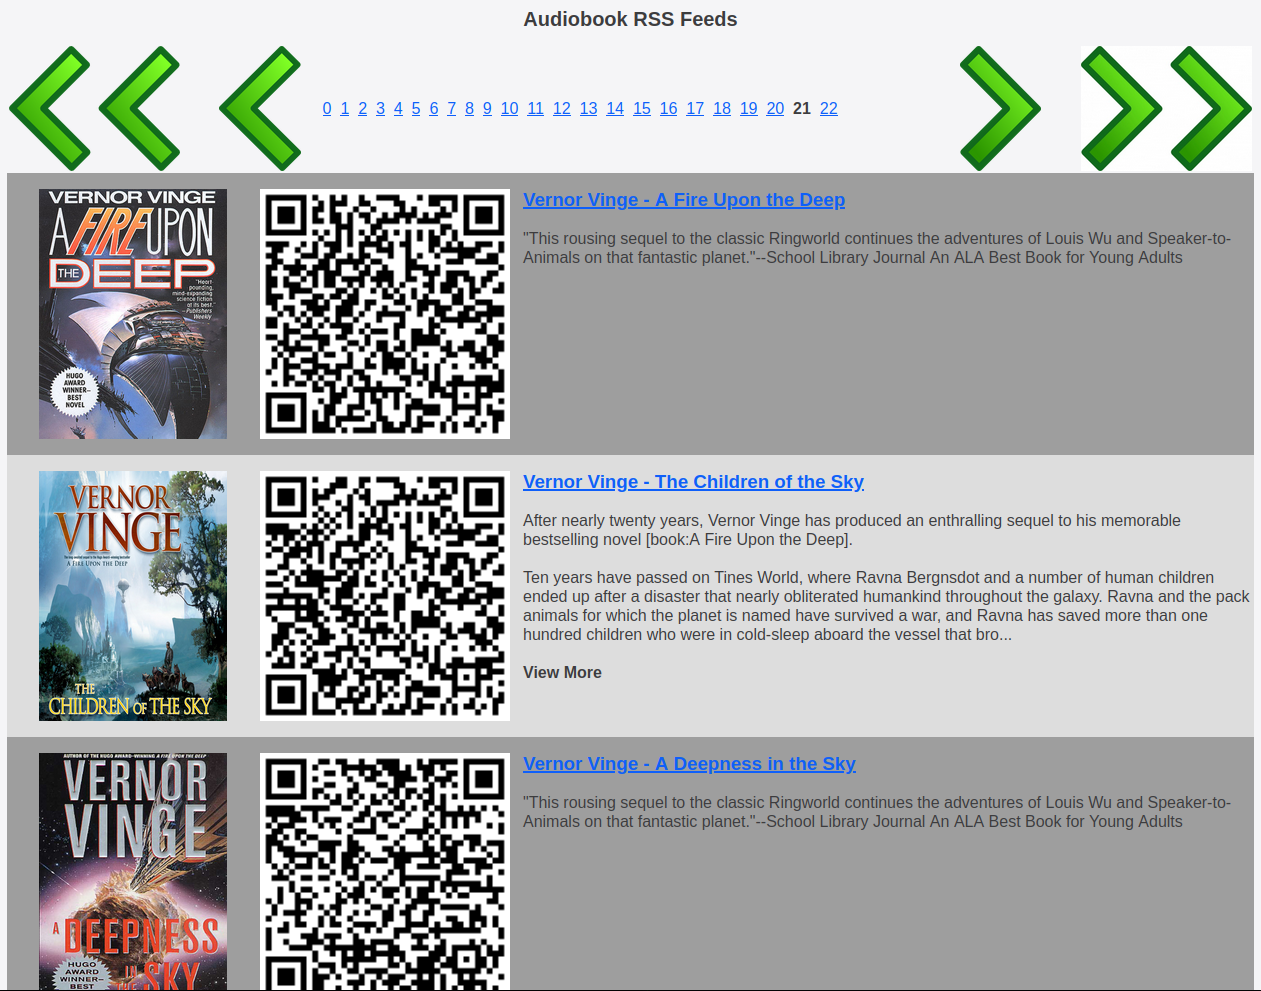 Audiobook RSS Feeds
0 1 2 3 4 5 6 7 8 9 10 11 12 13 14 15 16 17 18 19 20 21 22
VERNOR VINGE
A FIRE UPON
THE DEEP
"Heart
pounding,
mind-expanding
science fiction
at its best."
—Publishers
Weekly
HUGO
AWARD
WINNER–
BEST
NOVEL
Vernor Vinge - A Fire Upon the Deep
"This rousing sequel to the classic Ringworld continues the adventures of Louis Wu and Speaker-to-
Animals on that fantastic planet."--School Library Journal An ALA Best Book for Young Adults
VERNOR
VINGE
A FIRE UPON THE DEEP
THE
CHILDREN OF THE SKY
Vernor Vinge - The Children of the Sky
After nearly twenty years, Vernor Vinge has produced an enthralling sequel to his memorable
bestselling novel [book:A Fire Upon the Deep].
Ten years have passed on Tines World, where Ravna Bergnsdot and a number of human children
ended up after a disaster that nearly obliterated humankind throughout the galaxy. Ravna and the pack
animals for which the planet is named have survived a war, and Ravna has saved more than one
hundred children who were in cold-sleep aboard the vessel that bro...
View More
AUTHOR OF THE HUGO AWARD-WINNING A FIRE UPON THE DEEP
VERNOR
VINGE
A DEEPNESS
IN THE SKY
HUGO
AWARD
WINNER–
BEST
Vernor Vinge - A Deepness in the Sky
"This rousing sequel to the classic Ringworld continues the adventures of Louis Wu and Speaker-to-
Animals on that fantastic planet."--School Library Journal An ALA Best Book for Young Adults